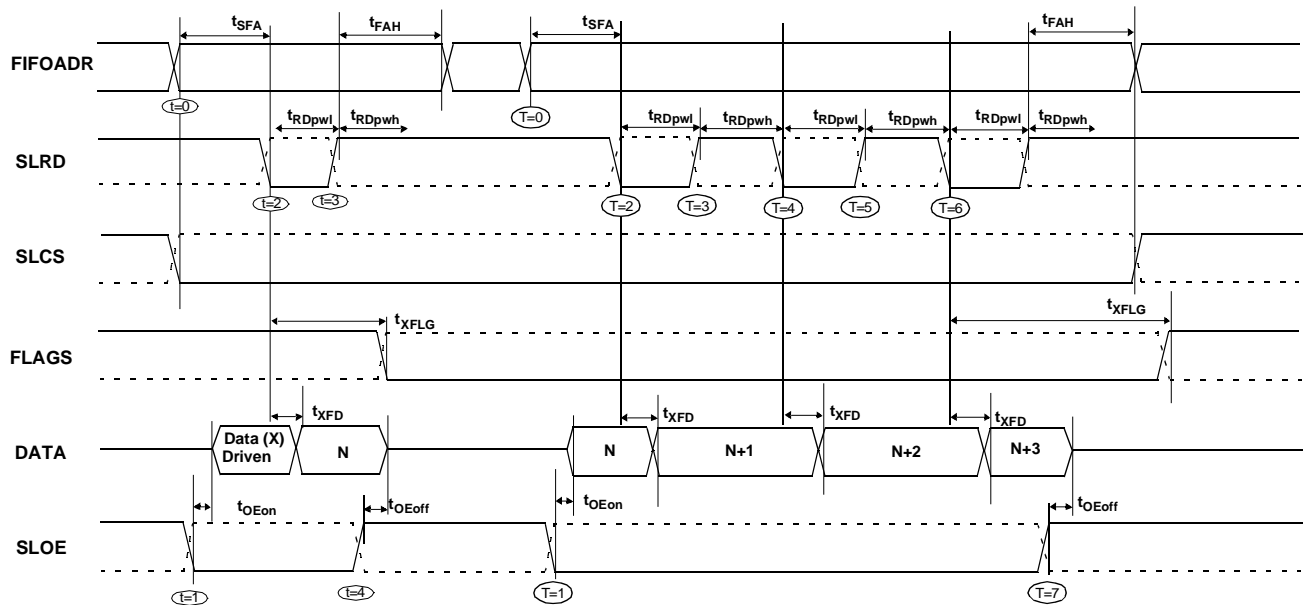 tSFA tFAH tSFA tFAH
FIFOADR
t=0 T=0
tRDpwl tRDpwh tRDpwl tRDpwh tRDpwl tRDpwh tRDpwl tRDpwh
SLRD
t=2 t=3 T=2 T=3 T=4 T=5 T=6
SLCS
tXFLG tXFLG
FLAGS
tXFD tXFD tXFD tXFD
DATA
Data (X)
Driven
N N N+1 N+2 N+3
tOEon tOEoff tOEon tOEoff
SLOE
t=1 t=4 T=1 T=7